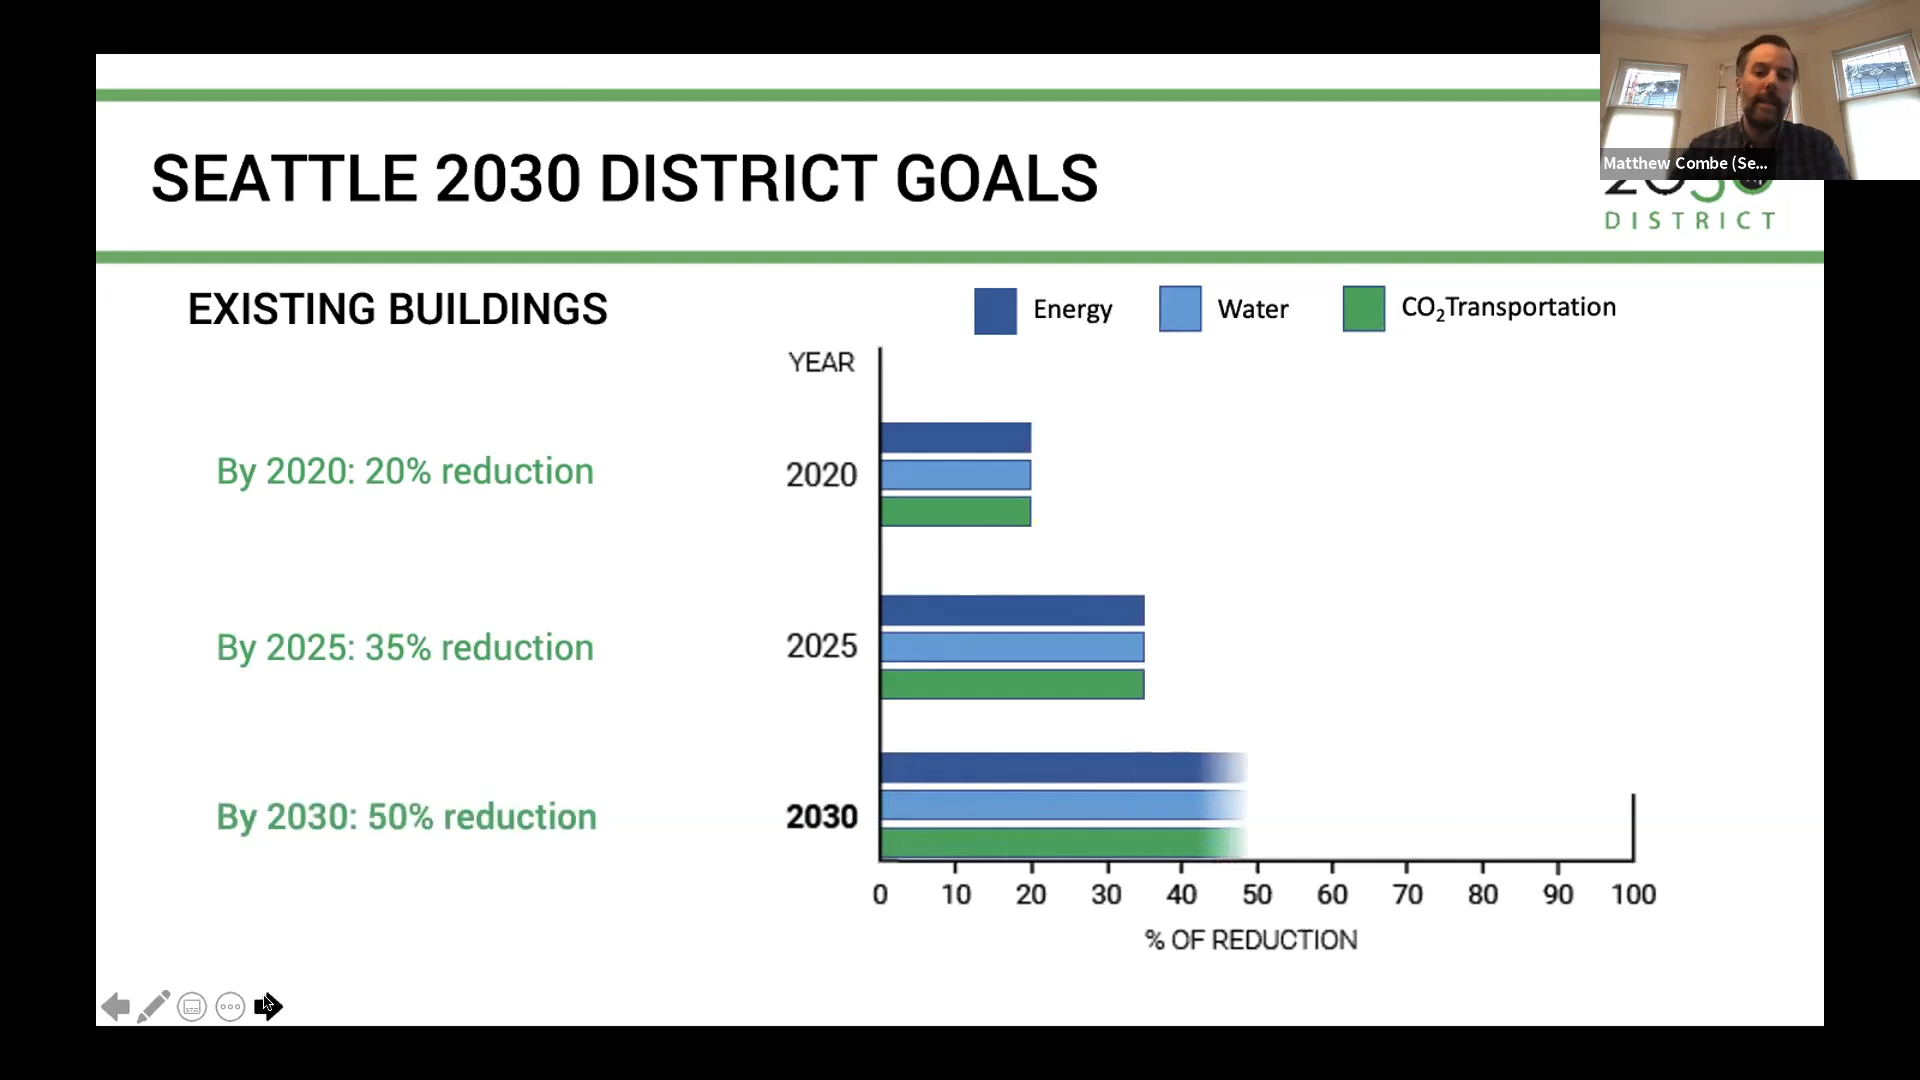 Matthew Combe (Se...
SEATTLE 2030 DISTRICT GOALS
2030
DISTRICT
EXISTING BUILDINGS
Energy
Water
CO₂Transportation
YEAR
By 2020: 20% reduction
2020
By 2025: 35% reduction
2025
By 2030: 50% reduction
2030
0 10 20 30 40 50 60 70 80 90 100
% OF REDUCTION